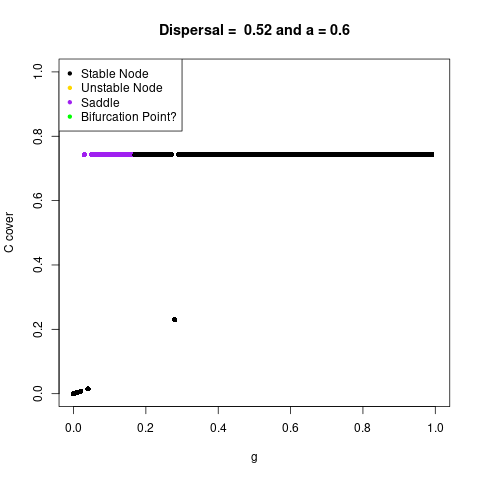 Dispersal =  0.52 and a = 0.6
Stable Node
Unstable Node
Saddle
Bifurcation Point?
C cover
1.0
0.8
0.6
0.4
0.2
0.0
0.0 0.2 0.4 0.6 0.8 1.0
g